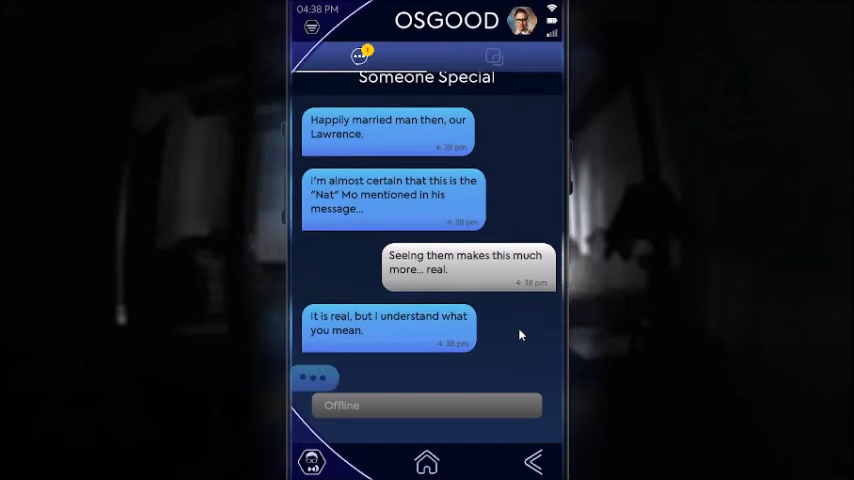 04:38 PM
OSGOOD
Someone Special
Happily married man then, our
Lawrence.
4:38 pm
I'm almost certain that this is the
"Nat" Mo mentioned in his
message...
4:38 pm
Seeing them makes this much
more... real.
4:38 pm
It is real, but I understand what
you mean.
4:38 pm
Offline